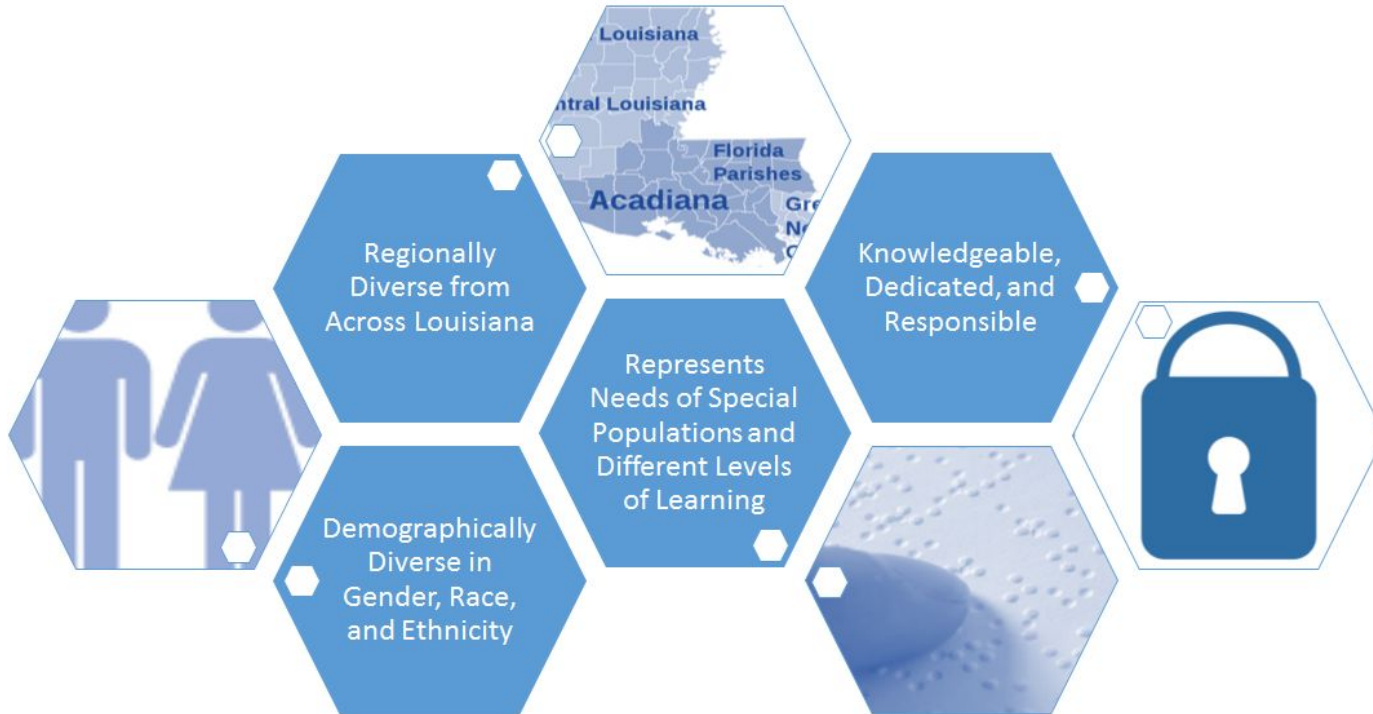 Louisiana
Central Louisiana
Florida
Parishes
Acadiana
Regionally
Diverse from
Across Louisiana
Knowledgeable,
Dedicated, and
Responsible
Represents
Needs of Special
Populations and
Different Levels
of Learning
Demographically
Diverse in
Gender, Race,
and Ethnicity